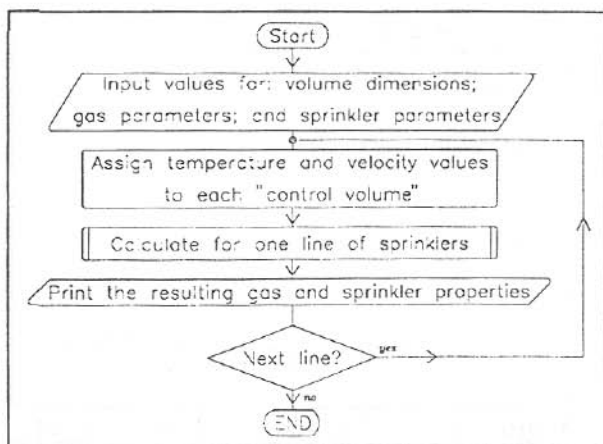 Start
Input values for: volume dimensions;
gas parameters; and sprinkler parameters
Assign temperature and velocity values
to each "control volume"
Calculate for one line of sprinklers
Print the resulting gas and sprinkler properties
Next line?
yes
no
END